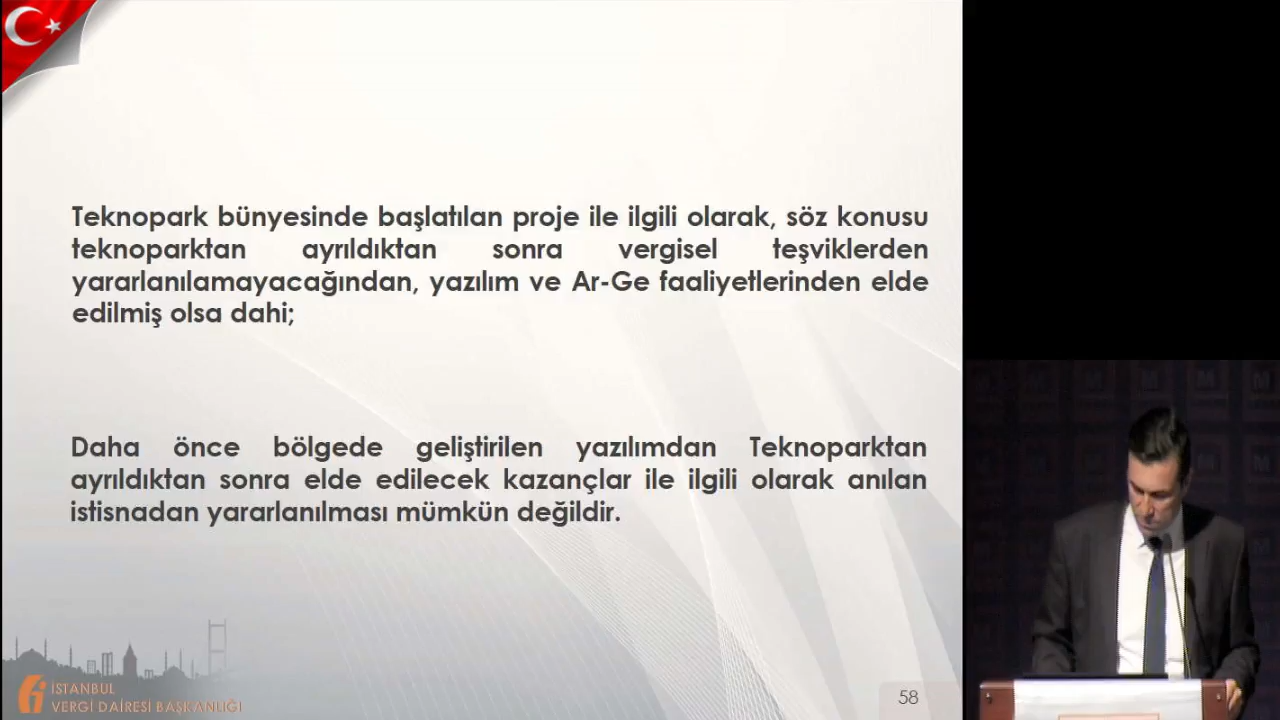 Teknopark bünyesinde başlatılan proje ile ilgili olarak, söz konusu
teknoparktan ayrıldıktan sonra vergisel teşviklerden
yararlanılamayacağından, yazılım ve Ar-Ge faaliyetlerinden elde
edilmiş olsa dahi;
Daha önce bölgede geliştirilen yazılımdan Teknoparktan
ayrıldıktan sonra elde edilecek kazançlar ile ilgili olarak anılan
istisnadan yararlanılması mümkün değildir.
İSTANBUL
VERGİ DAİRESİ BAŞKANLIĞI
58